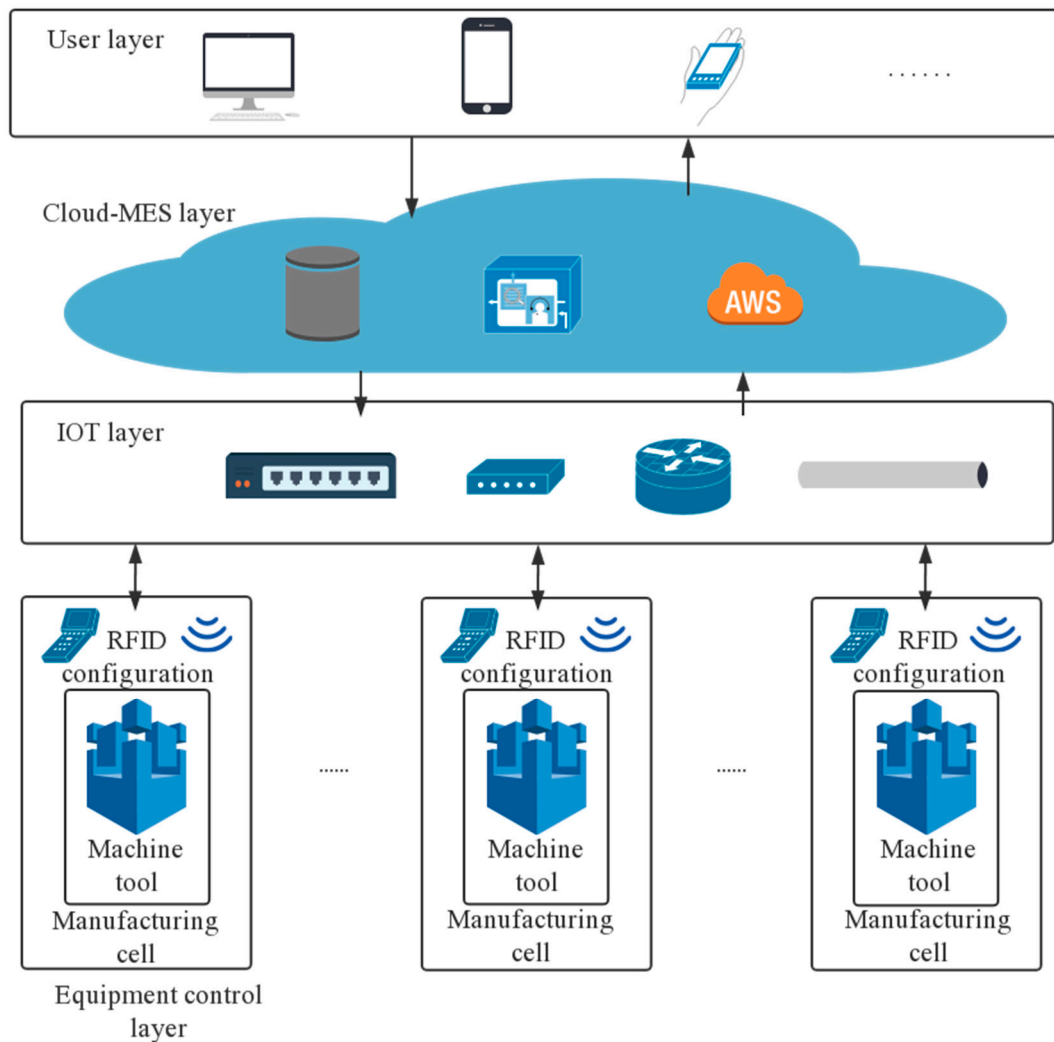 User layer
. . . . . .
Cloud-MES layer
AWS
IOT layer
RFID
configuration
Machine
tool
Manufacturing
cell
......
RFID
configuration
Machine
tool
Manufacturing
cell
......
RFID
configuration
Machine
tool
Manufacturing
cell
Equipment control
layer